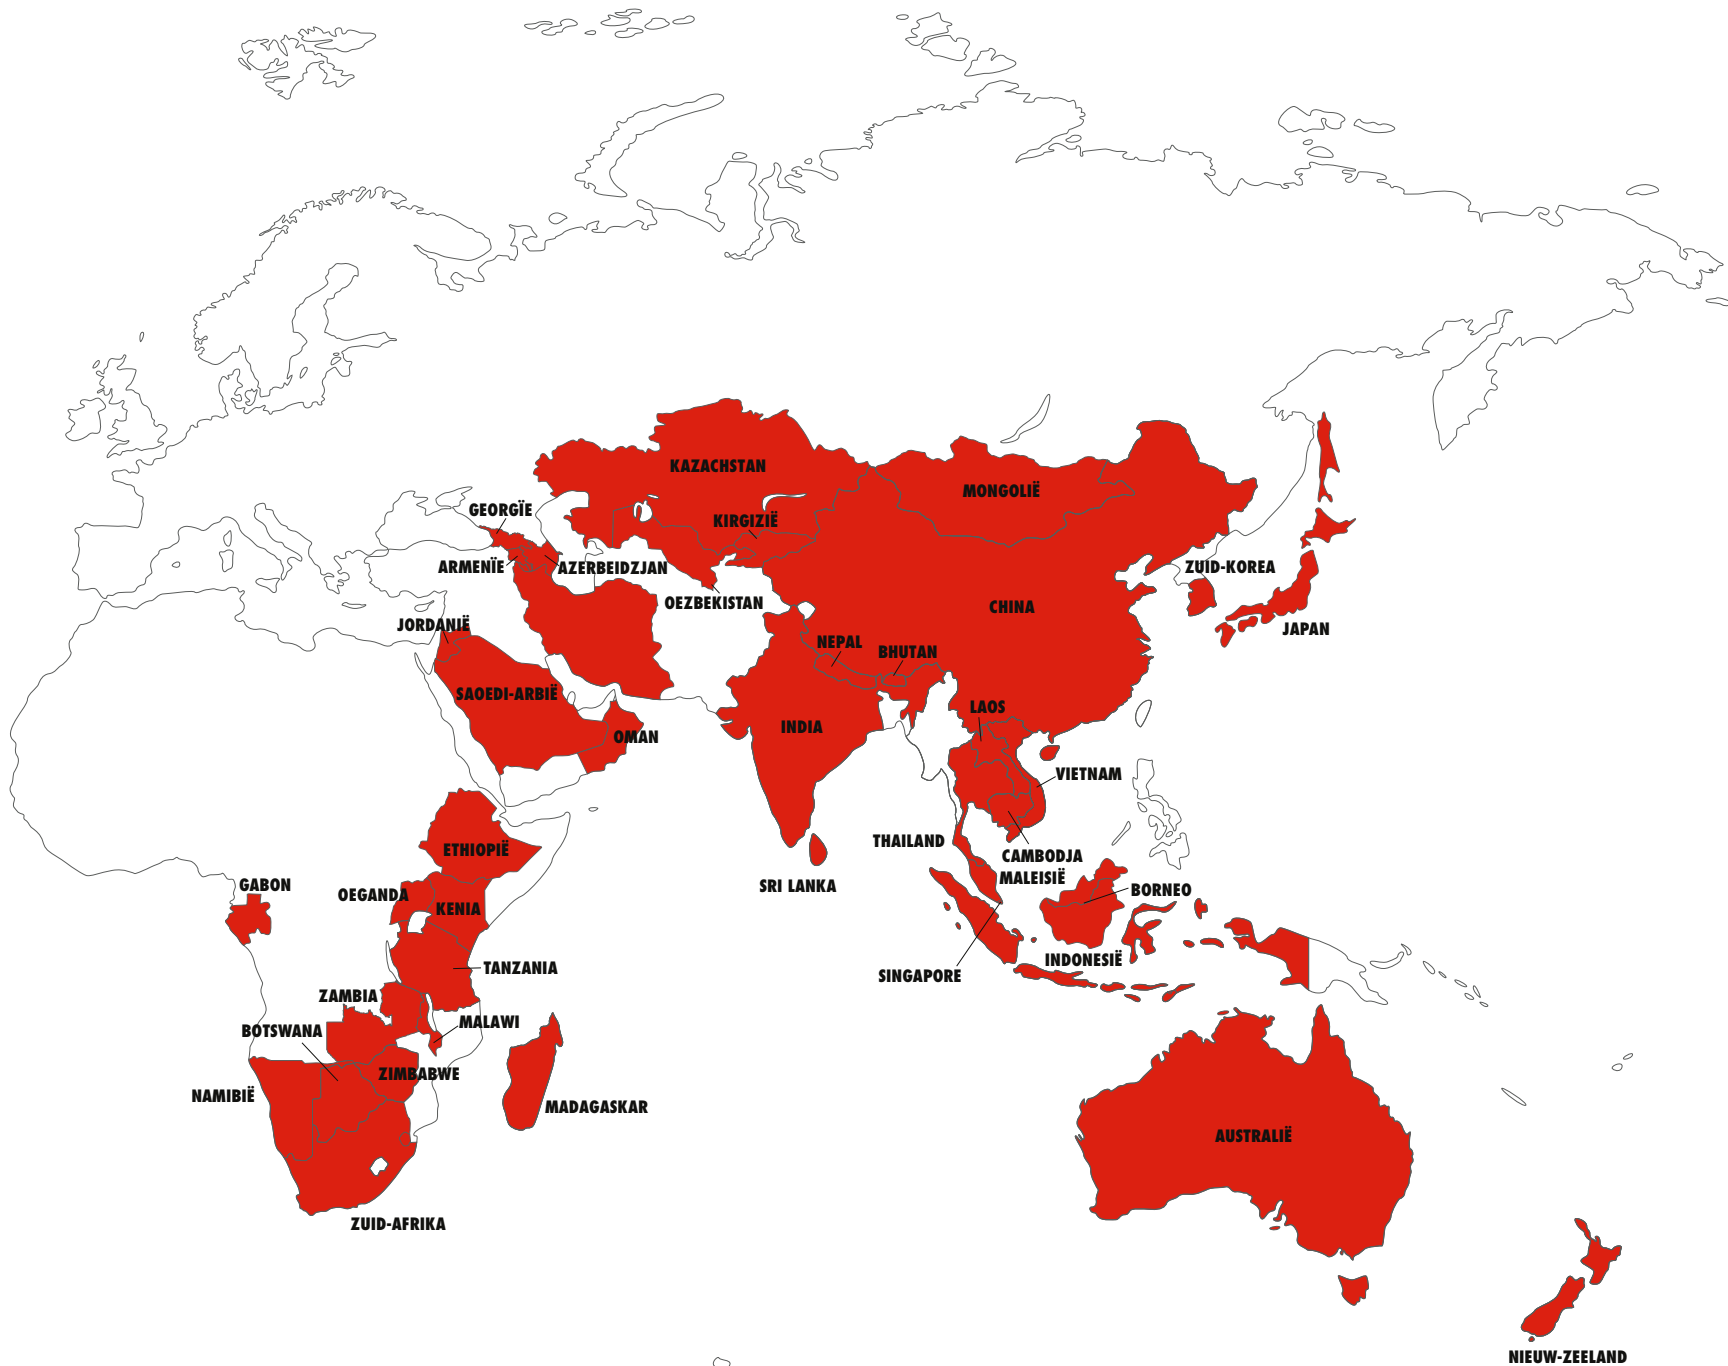 KAZACHSTAN
MONGOLIË
GEORGÏE
KIRGIZIË
ARMENÏE
AZERBEIDZJAN
ZUID-KOREA
OEZBEKISTAN
CHINA
JORDANIË
JAPAN
NEPAL
BHUTAN
SAOEDI-ARBIË
LAOS
INDIA
OMAN
VIETNAM
THAILAND
ETHIOPIË
CAMBODJA
MALEISIË
SRI LANKA
GABON
OEGANDA
BORNEO
KENIA
INDONESIË
TANZANIA
SINGAPORE
ZAMBIA
MALAWI
BOTSWANA
ZIMBABWE
NAMIBIË
MADAGASKAR
AUSTRALIË
ZUID-AFRIKA
NIEUW-ZEELAND